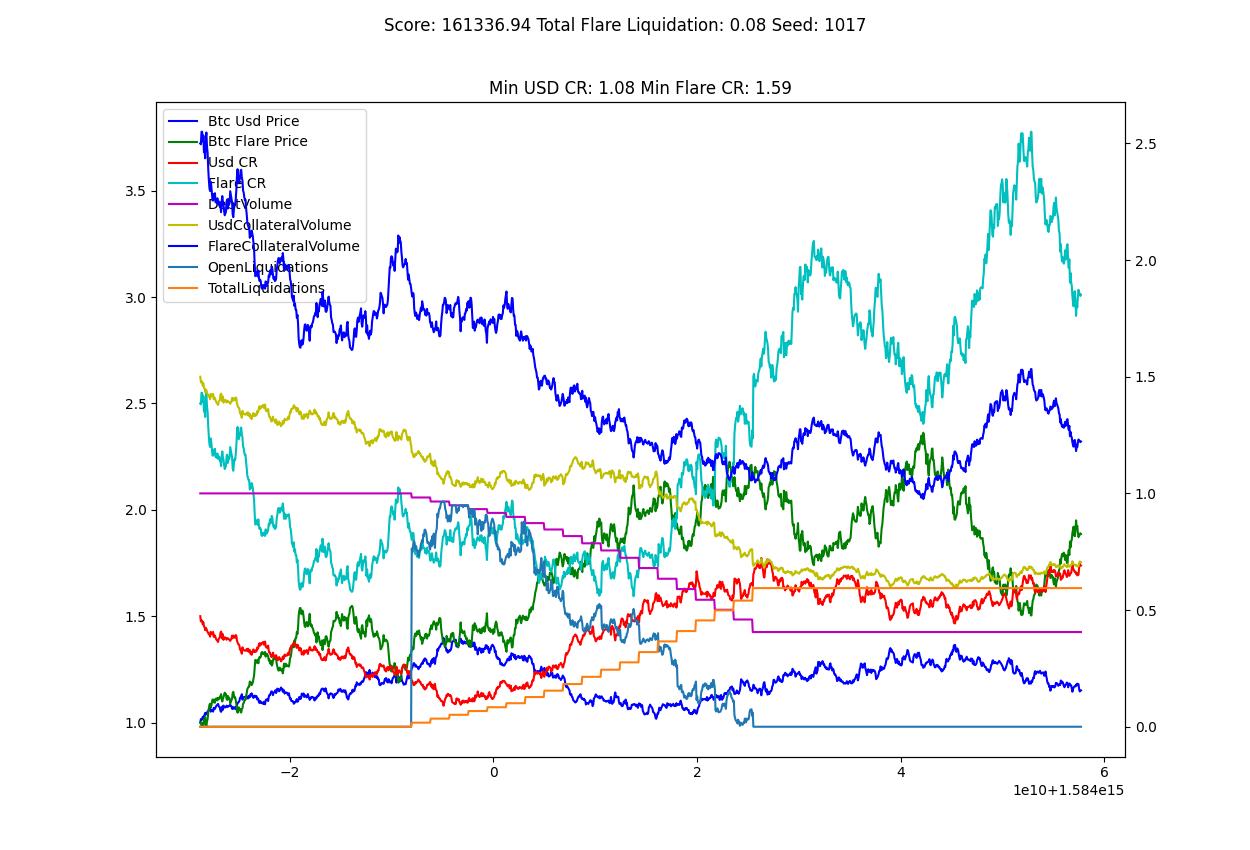 Score: 161336.94 Total Flare Liquidation: 0.08 Seed: 1017
Min USD CR: 1.08 Min Flare CR: 1.59
Btc Usd Price
Btc Flare Price
Usd CR
Flare CR
DebtVolume
UsdCollateralVolume
FlareCollateralVolume
OpenLiquidations
TotalLiquidations
3.5
3.0
2.5
2.0
1.5
1.0
2.5
2.0
1.5
1.0
0.5
0.0
−2 0 2 4 6
1e10+1.584e15